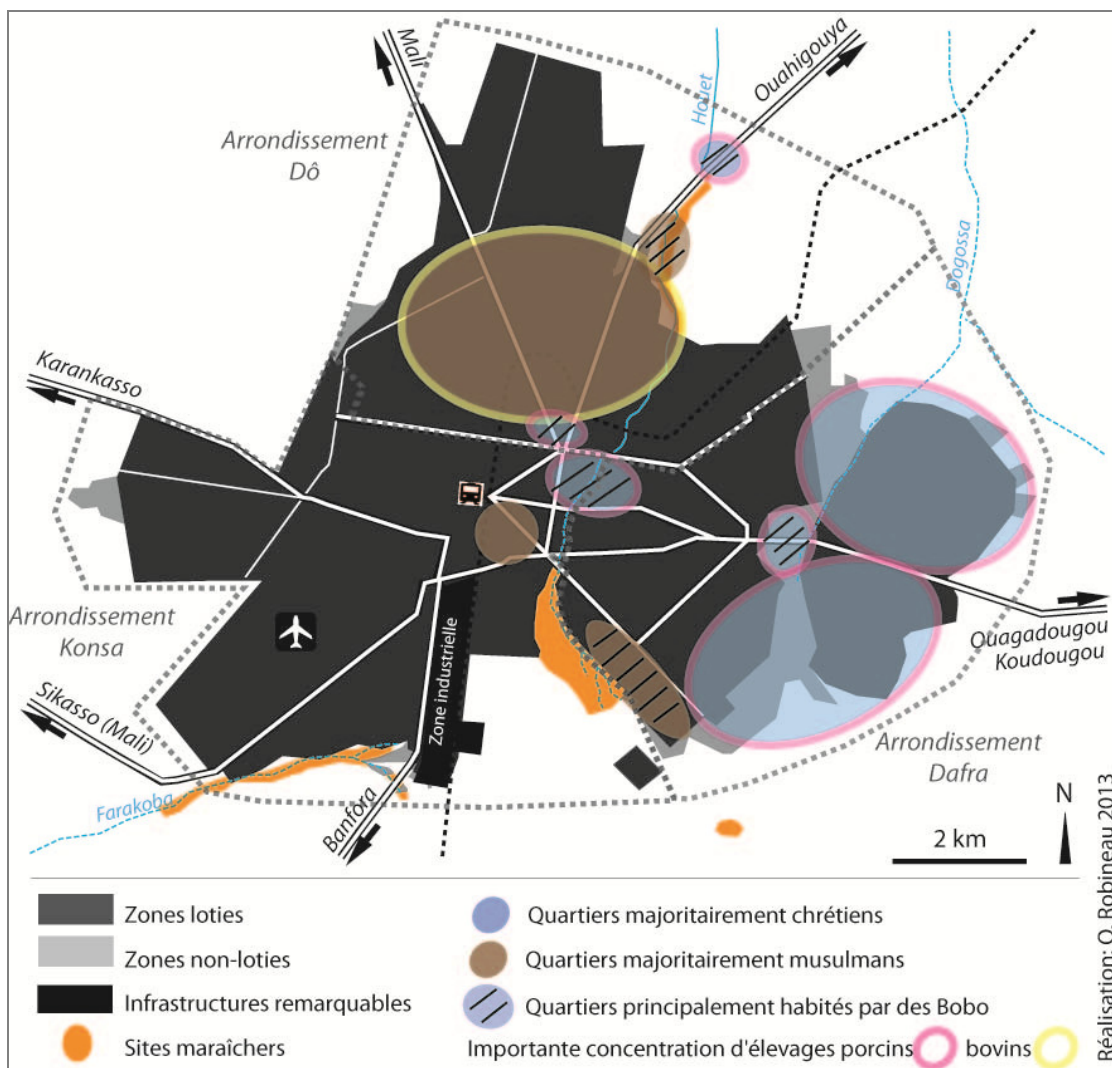 Mali
Ouahigouya
Houet
Arrondissement
Dô
Dogossa
Karankasso
Arrondissement
Konsa
Zone industrielle
Ouagadougou
Koudougou
Sikasso (Mali)
Arrondissement
Dafra
Farakoba
Banfora
N
2 km
Zones loties
Zones non-loties
Infrastructures remarquables
Sites maraîchers
Quartiers majoritairement chrétiens
Quartiers majoritairement musulmans
Quartiers principalement habités par des Bobo
Importante concentration d'élevages porcins bovins
Réalisation: O. Robineau 2013